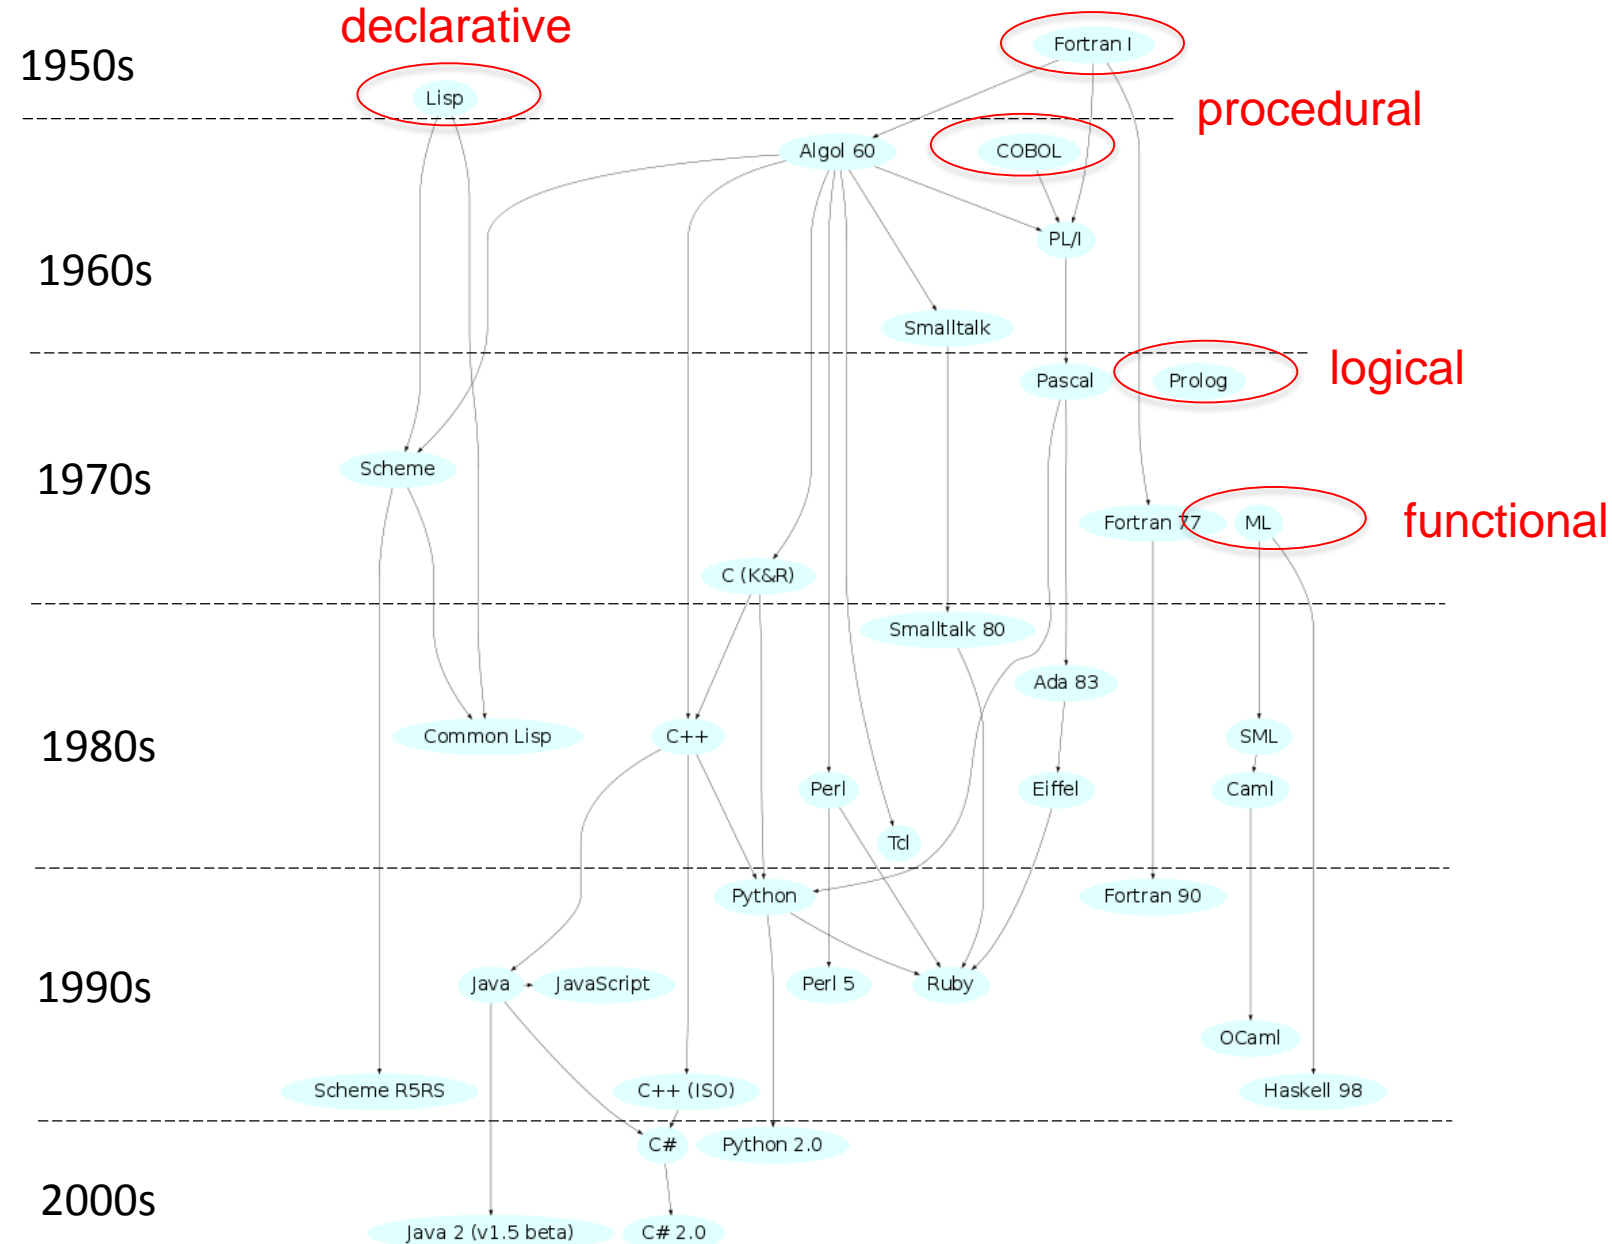 declarative
Fortran I
1950s
Lisp
procedural
Algol 60
COBOL
PL/I
1960s
Smalltalk
logical
Pascal
Prolog
Scheme
1970s
Fortran 77
ML
functional
C (K&R)
Smalltalk 80
Ada 83
Common Lisp
C++
SML
1980s
Perl
Eiffel
Caml
Tcl
Python
Fortran 90
1990s
Java
JavaScript
Perl 5
Ruby
OCaml
Scheme R5RS
C++ (ISO)
Haskell 98
C#
Python 2.0
2000s
Java 2 (v1.5 beta)
C# 2.0